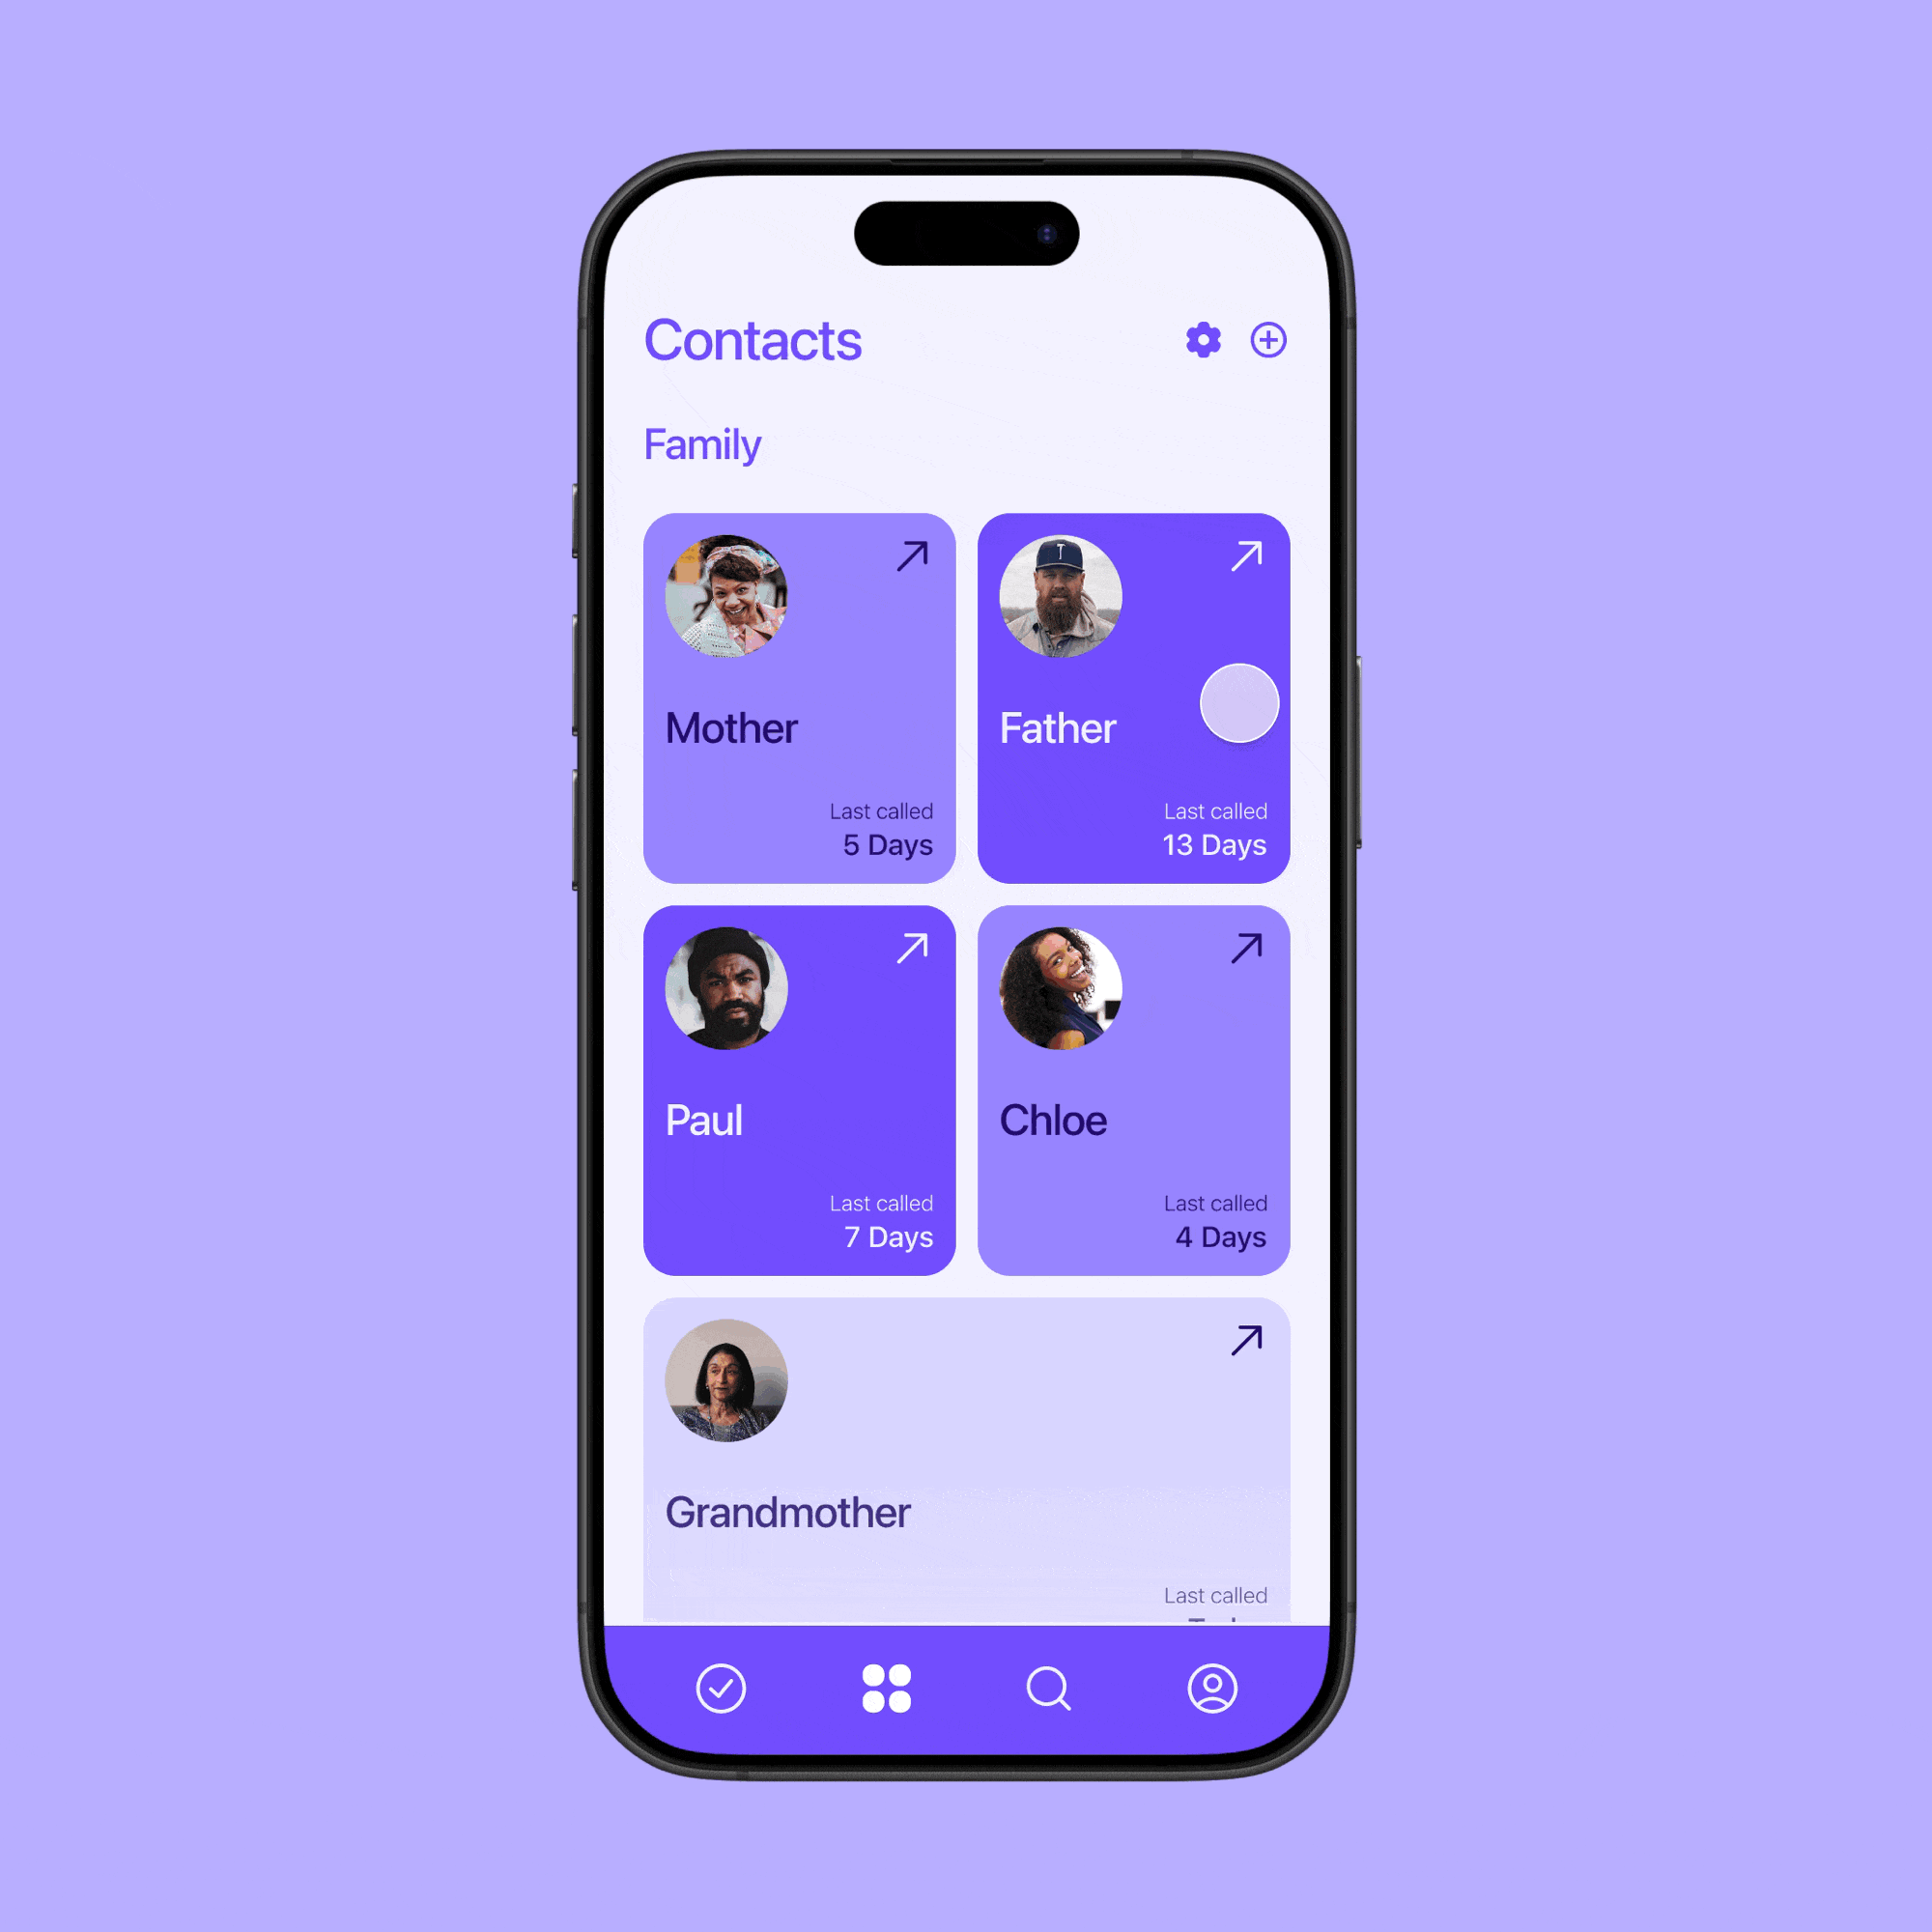 Contacts
Family
Mother
Last called
5 Days
Father
Last called
13 Days
Paul
Last called
7 Days
Chloe
Last called
4 Days
Grandmother
Last called